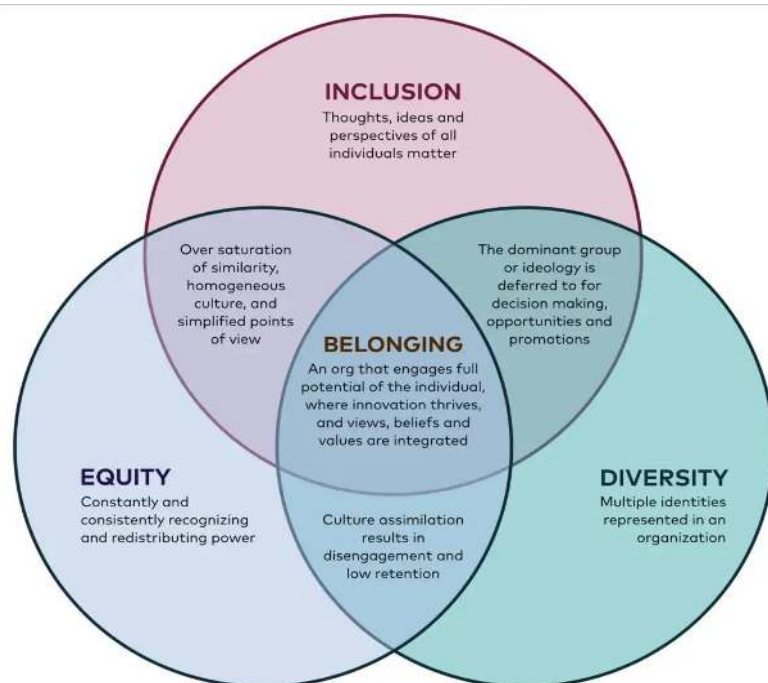 INCLUSION
Thoughts, ideas and
perspectives of all
individuals matter
Over saturation
of similarity,
homogeneous
culture, and
simplified points
of view
The dominant group
or ideology is
deferred to for
decision making,
opportunities and
promotions
BELONGING
An org that engages full
potential of the individual,
where innovation thrives,
and views, beliefs and
values are integrated
EQUITY
Constantly and
consistently recognizing
and redistributing power
DIVERSITY
Multiple identities
represented in an
organization
Culture assimilation
results in
disengagement and
low retention